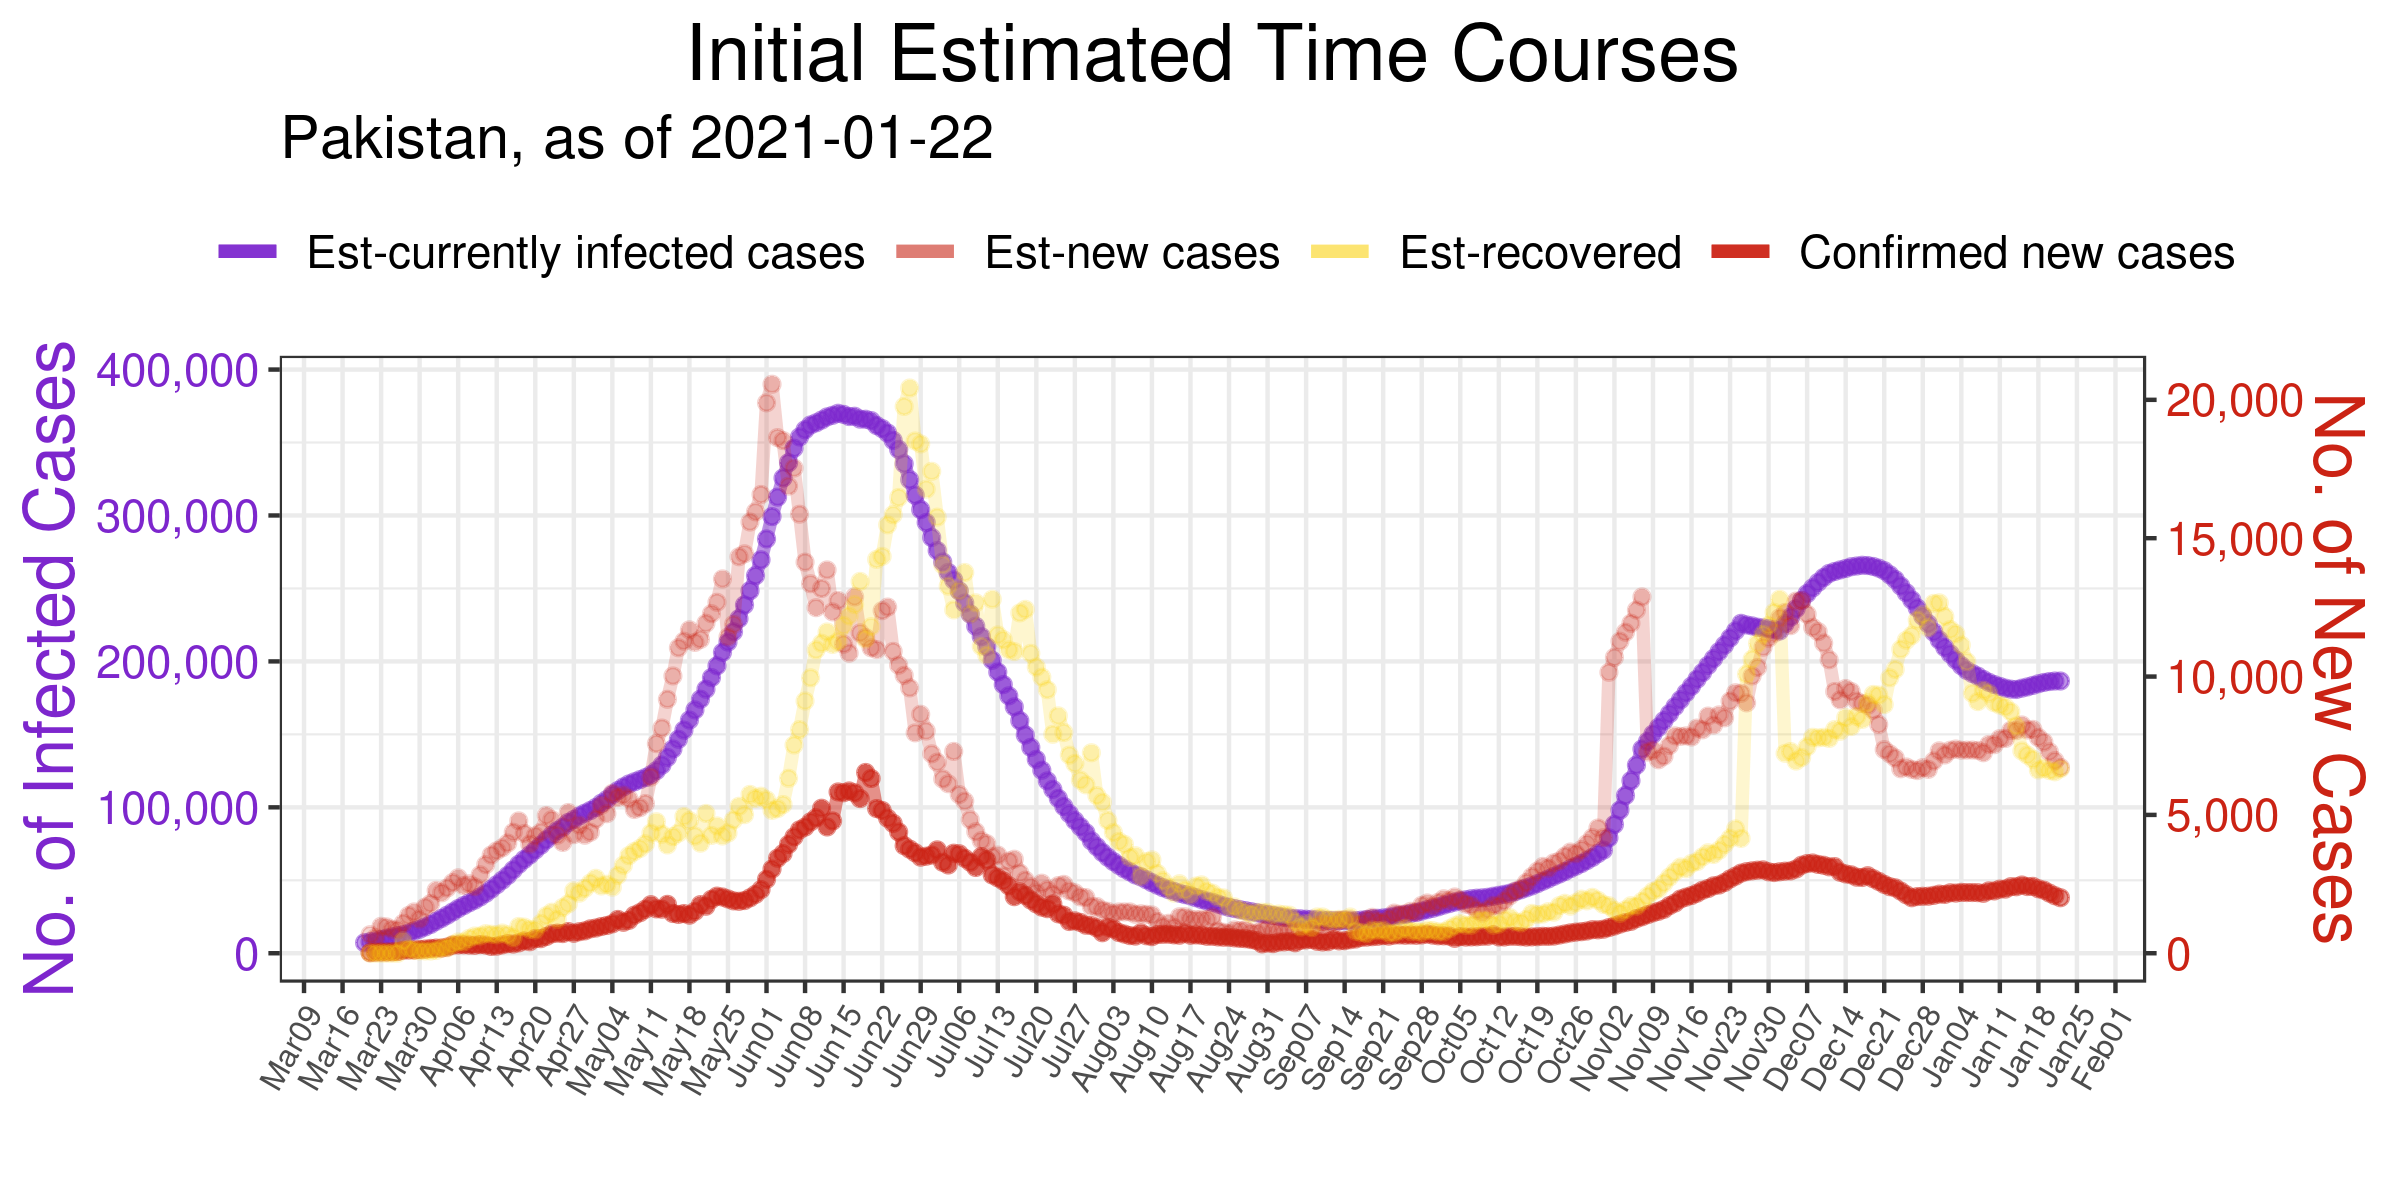 Initial Estimated Time Courses
Pakistan, as of 2021-01-22
Est-currently infected cases Est-new cases Est-recovered Confirmed new cases
No. of Infected Cases
400,000
300,000
200,000
100,000
0
20,000
15,000
10,000
5,000
0
No. of New Cases
Mar09 Mar16 Mar23 Mar30 Apr06 Apr13 Apr20 Apr27 May04 May11 May18 May25 Jun01 Jun08 Jun15 Jun22 Jun29 Jul06 Jul13 Jul20 Jul27 Aug03 Aug10 Aug17 Aug24 Aug31 Sep07 Sep14 Sep21 Sep28 Oct05 Oct12 Oct19 Oct26 Nov02 Nov09 Nov16 Nov23 Nov30 Dec07 Dec14 Dec21 Dec28 Jan04 Jan11 Jan18 Jan25 Feb01